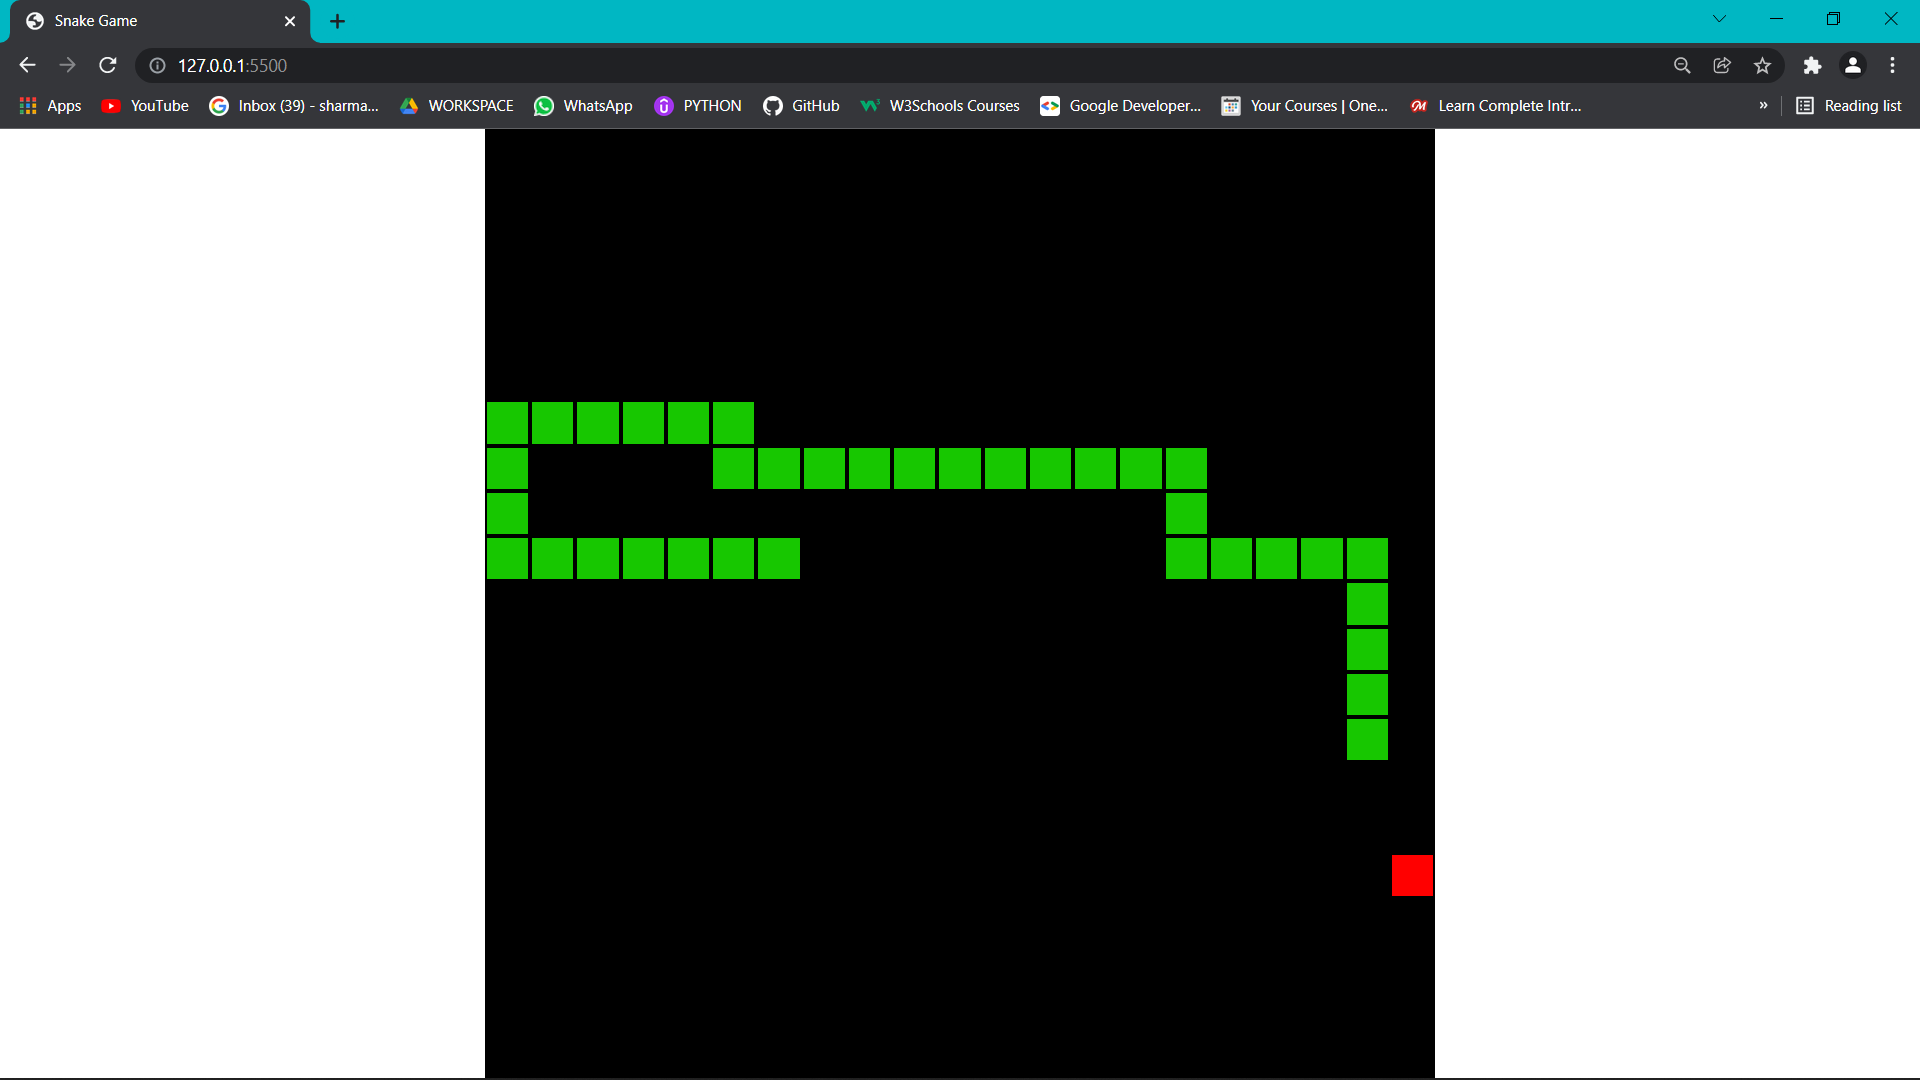 Snake Game
127.0.0.1:5500
Apps YouTube Inbox (39) - sharma... WORKSPACE WhatsApp PYTHON GitHub W3Schools Courses Google Developer... Your Courses | One... Learn Complete Intr... » Reading list